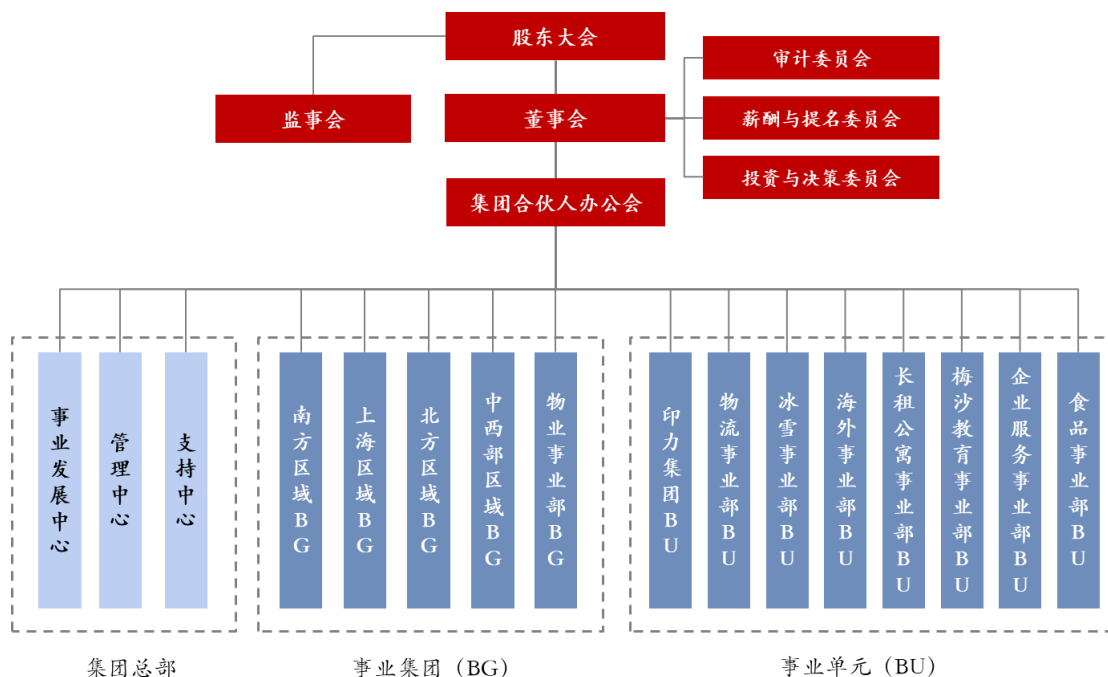 股东大会
审计委员会
监事会
董事会
薪酬与提名委员会
投资与决策委员会
集团合伙人办公会
事业发展中心
管理中心
支持中心
南方区域BG
上海区域BG
北方区域BG
中西部区域BG
物业事业部BG
印力集团BU
物流事业部BU
冰雪事业部BU
海外事业部BU
长租公寓事业部BU
梅沙教育事业部BU
企业服务事业部BU
食品事业部BU
集团总部
事业集团（BG）
事业单元（BU）